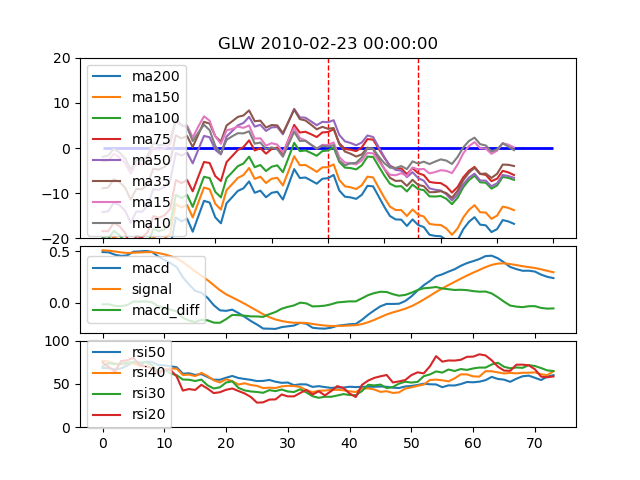 GLW 2010-02-23 00:00:00
20
10
0
−10
−20
ma200
ma150
ma100
ma75
ma50
ma35
ma15
ma10
0.5
0.0
macd
signal
macd_diff
100
50
0
rsi50
rsi40
rsi30
rsi20
0 10 20 30 40 50 60 70